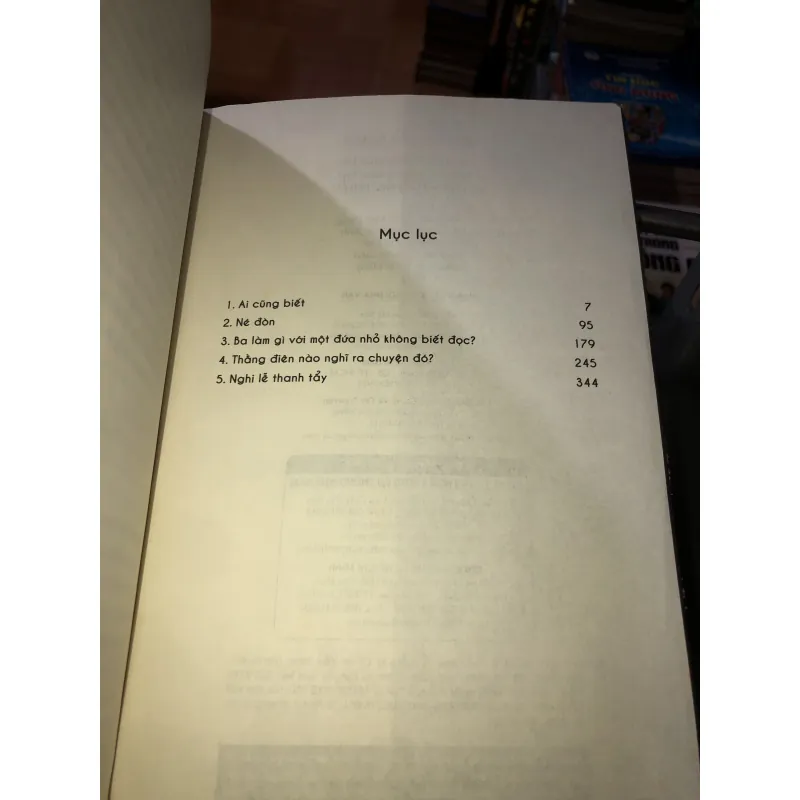 Mục lục
1. Ai cũng biết 7
2. Né đòn 95
3. Ba làm gì với một đứa nhỏ không biết đọc? 179
4. Thằng điên nào nghĩ ra chuyện đó? 245
5. Nghi lễ thanh tẩy 344